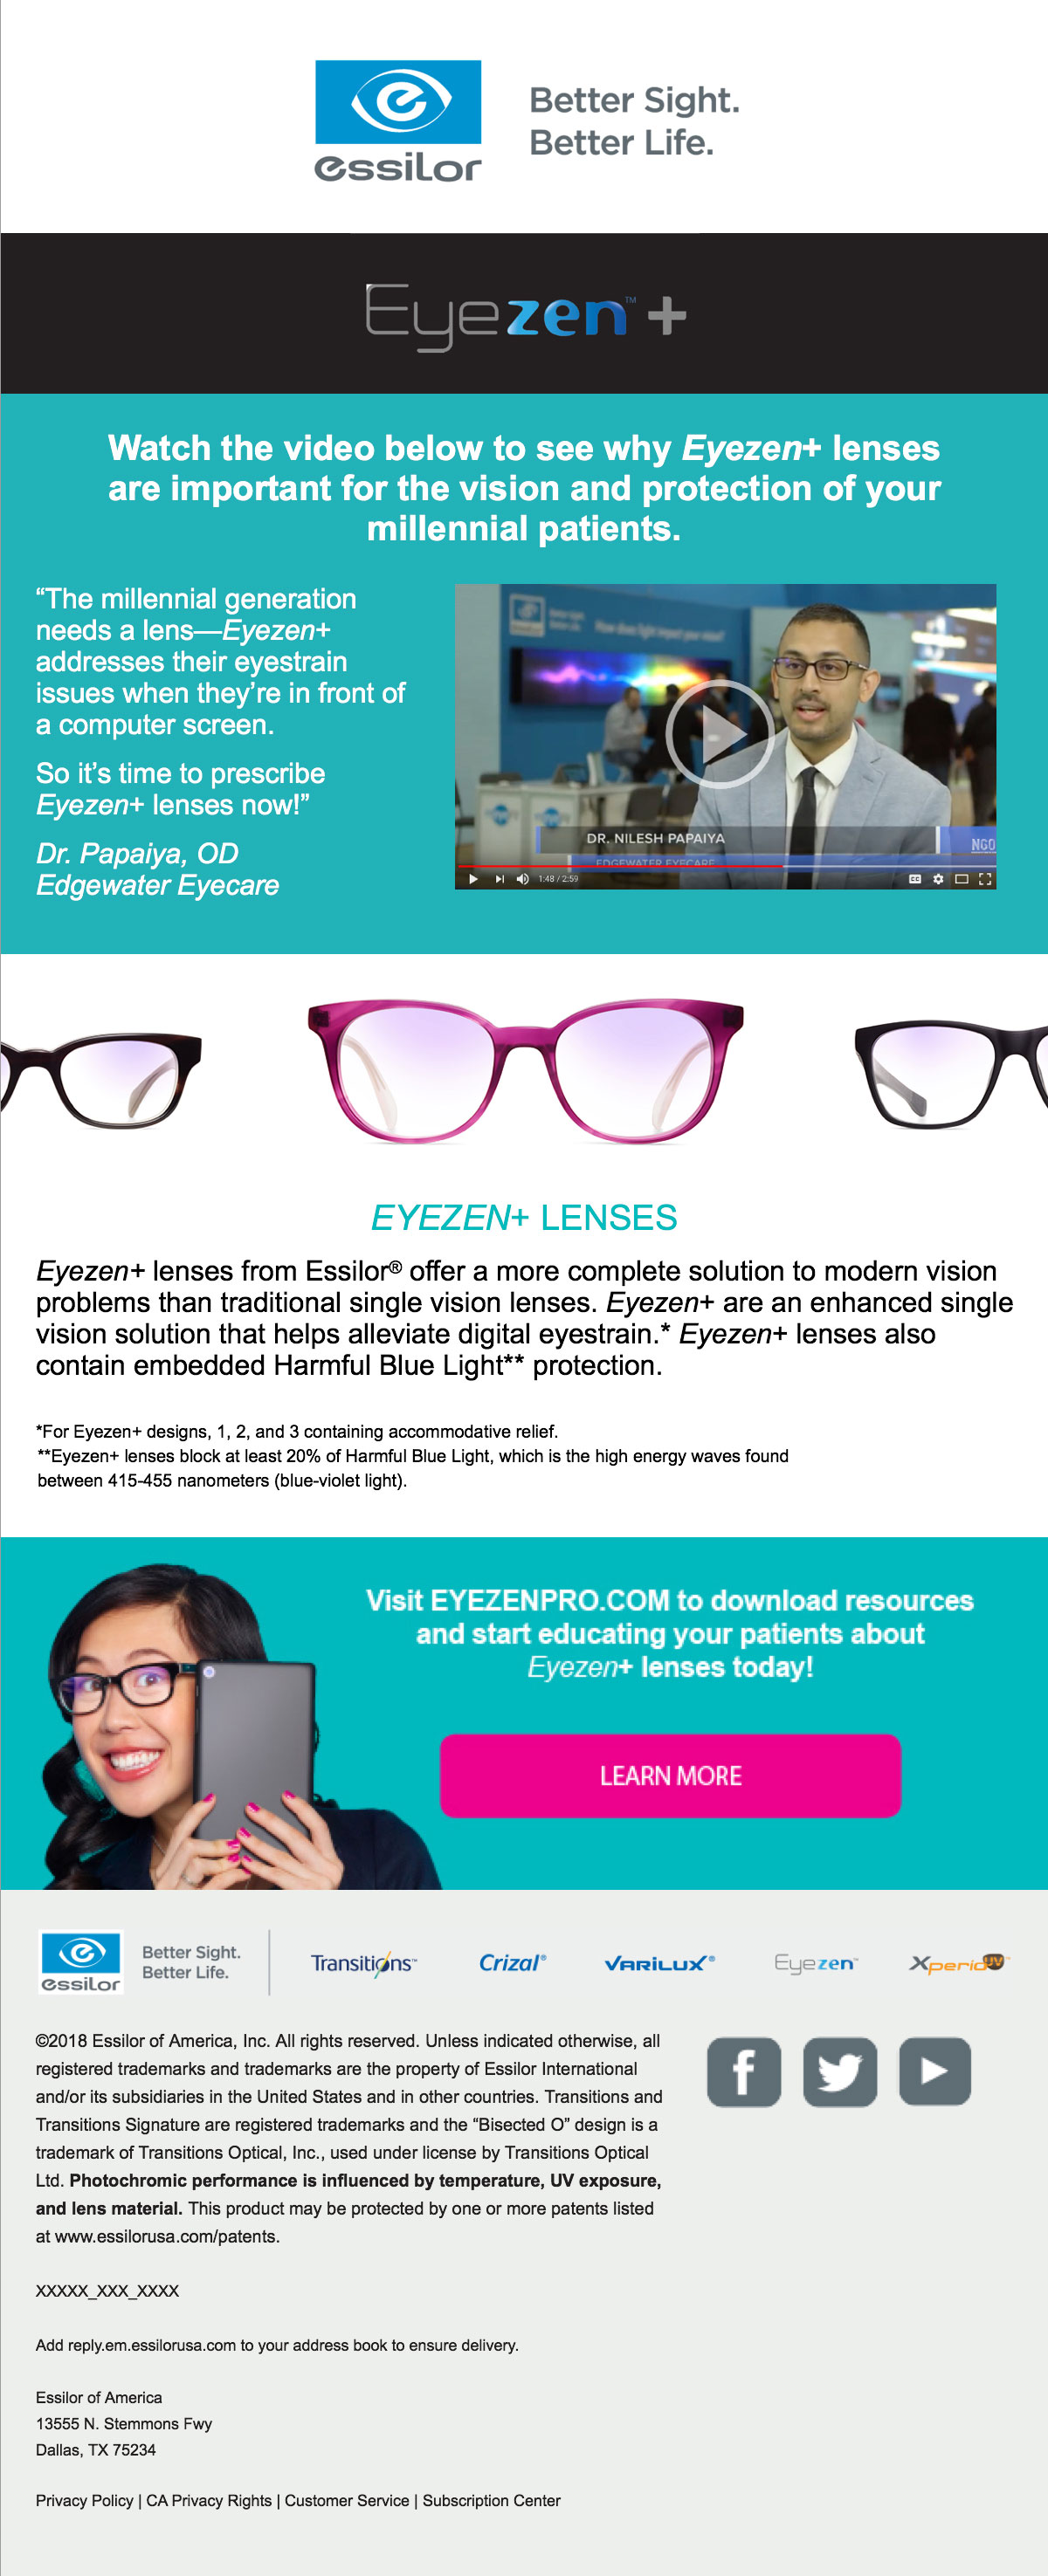 essilor
Better Sight.
Better Life.
Eyezen™ +
Watch the video below to see why Eyezen+ lenses
are important for the vision and protection of your
millennial patients.
“The millennial generation
needs a lens—Eyezen+
addresses their eyestrain
issues when they’re in front of
a computer screen.
So it’s time to prescribe
Eyezen+ lenses now!”
Dr. Papaiya, OD
Edgewater Eyecare
DR. NILESH PAPAIYA
EDGEWATER EYECARE
NGO
1:48 / 2:59
CC
EYEZEN+ LENSES
Eyezen+ lenses from Essilor® offer a more complete solution to modern vision
problems than traditional single vision lenses. Eyezen+ are an enhanced single
vision solution that helps alleviate digital eyestrain.* Eyezen+ lenses also
contain embedded Harmful Blue Light** protection.
*For Eyezen+ designs, 1, 2, and 3 containing accommodative relief.
**Eyezen+ lenses block at least 20% of Harmful Blue Light, which is the high energy waves found
between 415-455 nanometers (blue-violet light).
Visit EYEZENPRO.COM to download resources
and start educating your patients about
Eyezen+ lenses today!
LEARN MORE
essilor
Better Sight.
Better Life.
Transitions™ Crizal® VARILUX® Eyezen™ XperioUV™
©2018 Essilor of America, Inc. All rights reserved. Unless indicated otherwise, all
registered trademarks and trademarks are the property of Essilor International
and/or its subsidiaries in the United States and in other countries. Transitions and
Transitions Signature are registered trademarks and the “Bisected O” design is a
trademark of Transitions Optical, Inc., used under license by Transitions Optical
Ltd. Photochromic performance is influenced by temperature, UV exposure,
and lens material. This product may be protected by one or more patents listed
at www.essilorusa.com/patents.
XXXXX_XXX_XXXX
Add reply.em.essilorusa.com to your address book to ensure delivery.
Essilor of America
13555 N. Stemmons Fwy
Dallas, TX 75234
Privacy Policy | CA Privacy Rights | Customer Service | Subscription Center